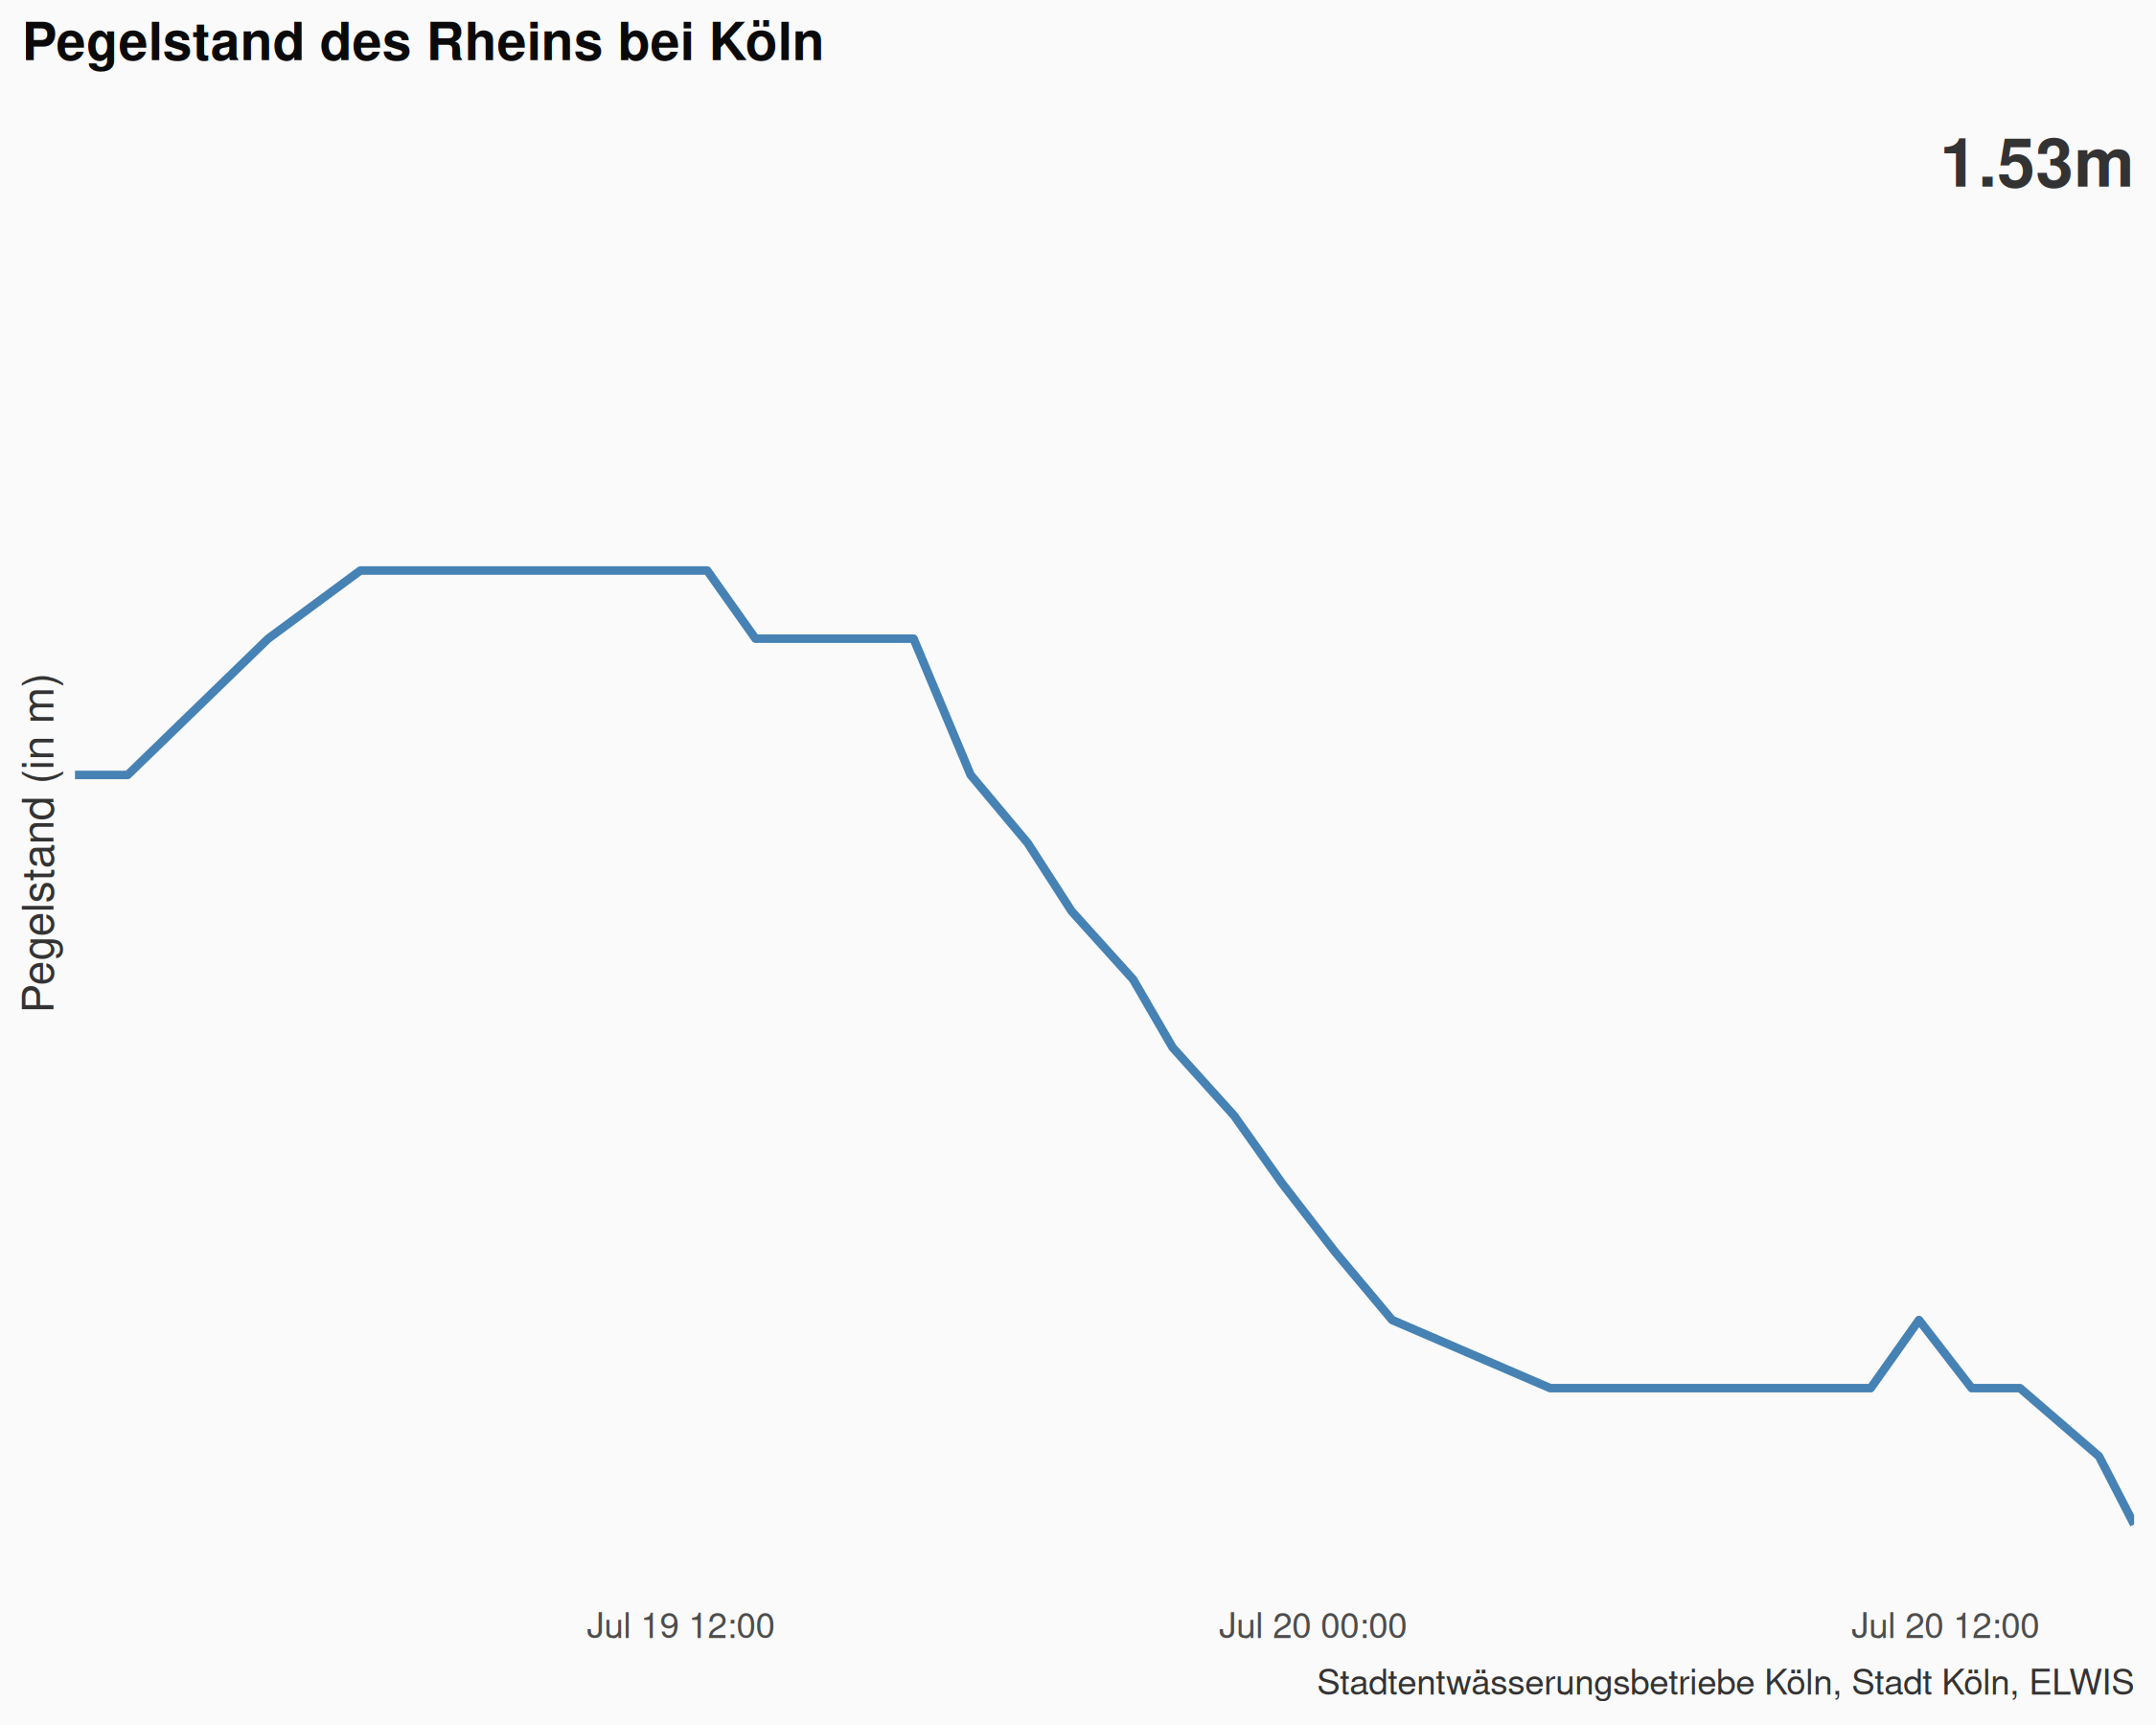 Pegelstand des Rheins bei Köln
1.53m
Pegelstand (in m)
Jul 19 12:00
Jul 20 00:00
Jul 20 12:00
Stadtentwässerungsbetriebe Köln, Stadt Köln, ELWIS